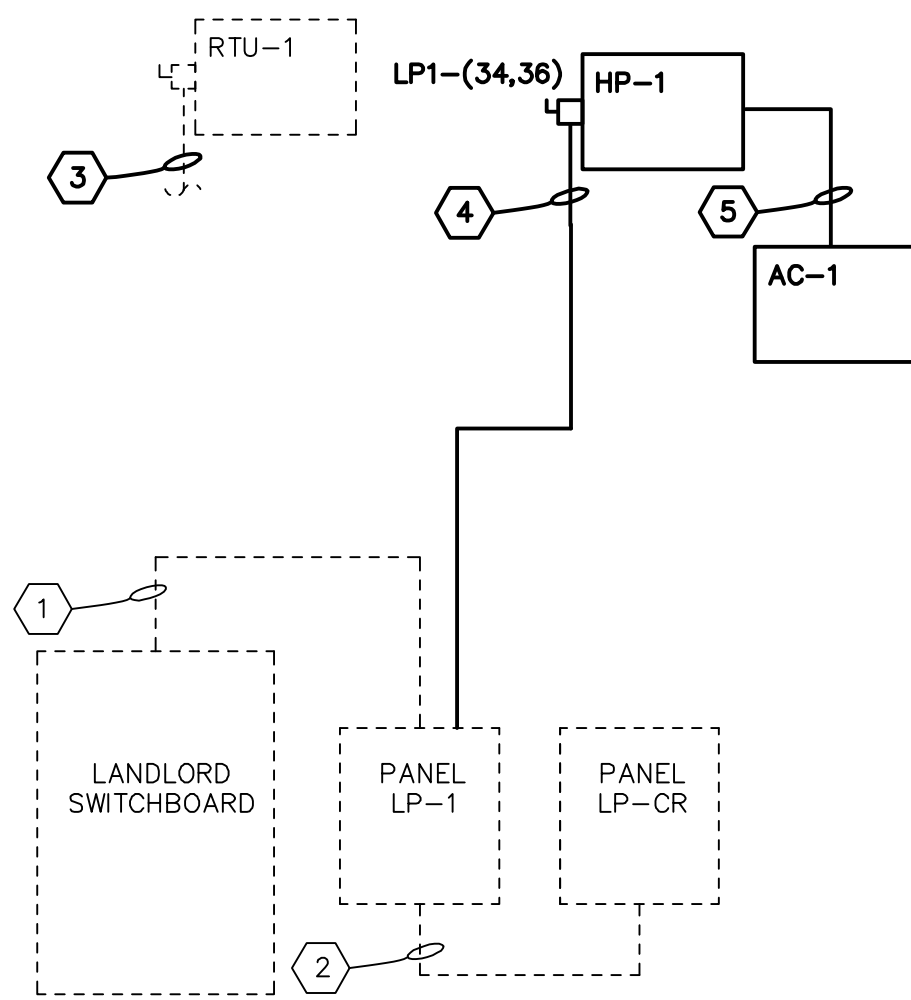 RTU-1
LP1-(34,36)
HP-1
3
4
5
AC-1
1
LANDLORD
SWITCHBOARD
PANEL
LP-1
PANEL
LP-CR
2